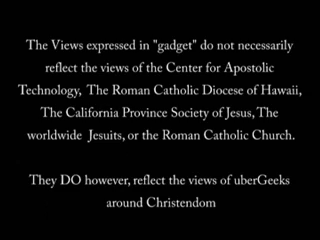 The Views expressed in "gadget" do not necessarily
reflect the views of the Center for Apostolic
Technology, The Roman Catholic Diocese of Hawaii,
The California Province Society of Jesus, The
worldwide Jesuits, or the Roman Catholic Church.
They DO however, reflect the views of uberGeeks
around Christendom